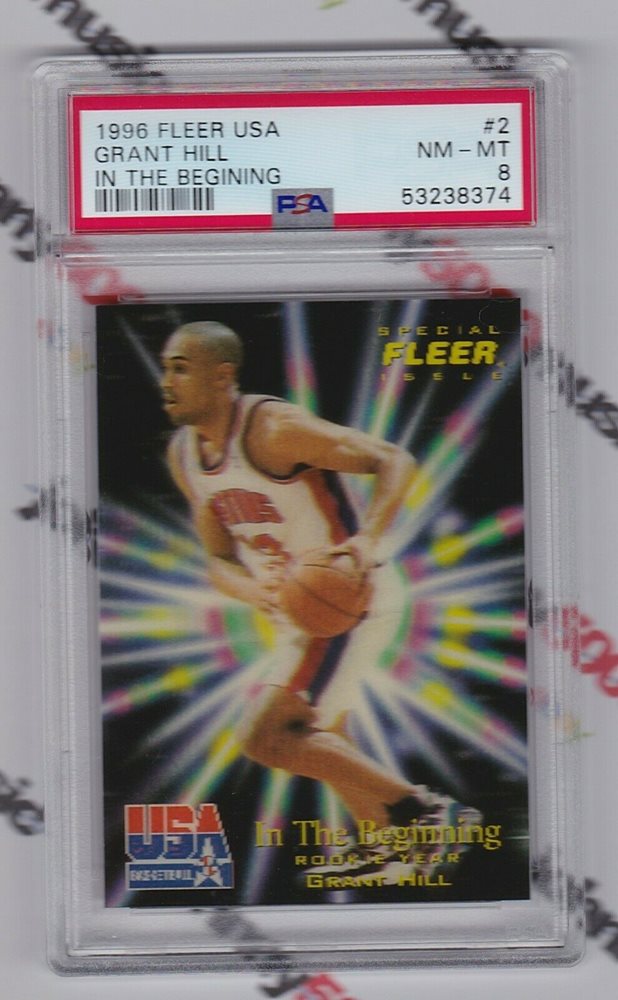 1996 FLEER USA #2
GRANT HILL NM - MT
IN THE BEGINING 8
PSA 53238374
SPECIAL
FLEER
USA
BASKETBALL
In The Beginning
ROOKIE YEAR
GRANT HILL